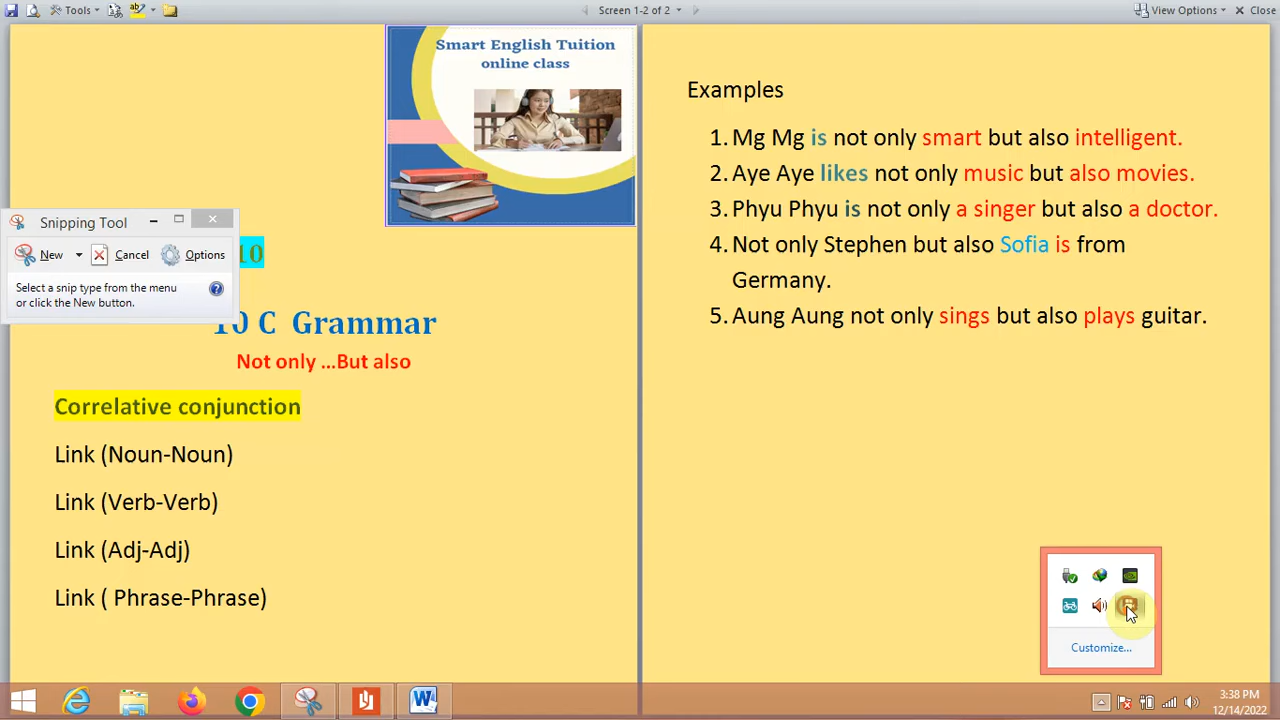 Tools
Screen 1-2 of 2
View Options
Close
Smart English Tuition
online class
Snipping Tool
New
Cancel
Options
Select a snip type from the menu
or click the New button.
10
10 C Grammar
Not only ...But also
Correlative conjunction
Link (Noun-Noun)
Link (Verb-Verb)
Link (Adj-Adj)
Link ( Phrase-Phrase)
Examples
1. Mg Mg is not only smart but also intelligent.
2. Aye Aye likes not only music but also movies.
3. Phyu Phyu is not only a singer but also a doctor.
4. Not only Stephen but also Sofia is from
Germany.
5. Aung Aung not only sings but also plays guitar.
Customize...
3:38 PM
12/14/2022